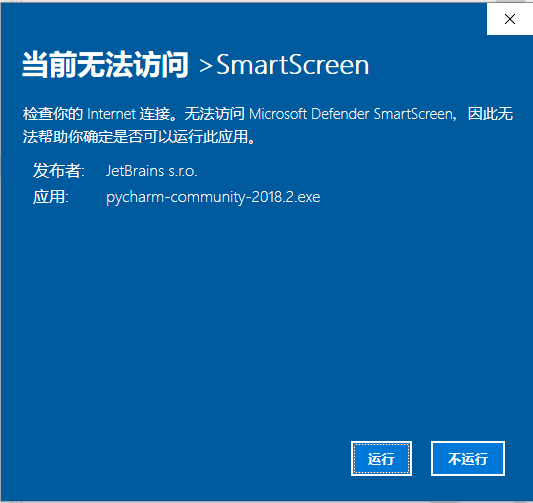 当前无法访问 >SmartScreen
检查你的 Internet 连接。无法访问 Microsoft Defender SmartScreen，因此无
法帮助你确定是否可以运行此应用。
发布者: JetBrains s.r.o.
应用: pycharm-community-2018.2.exe
运行 不运行